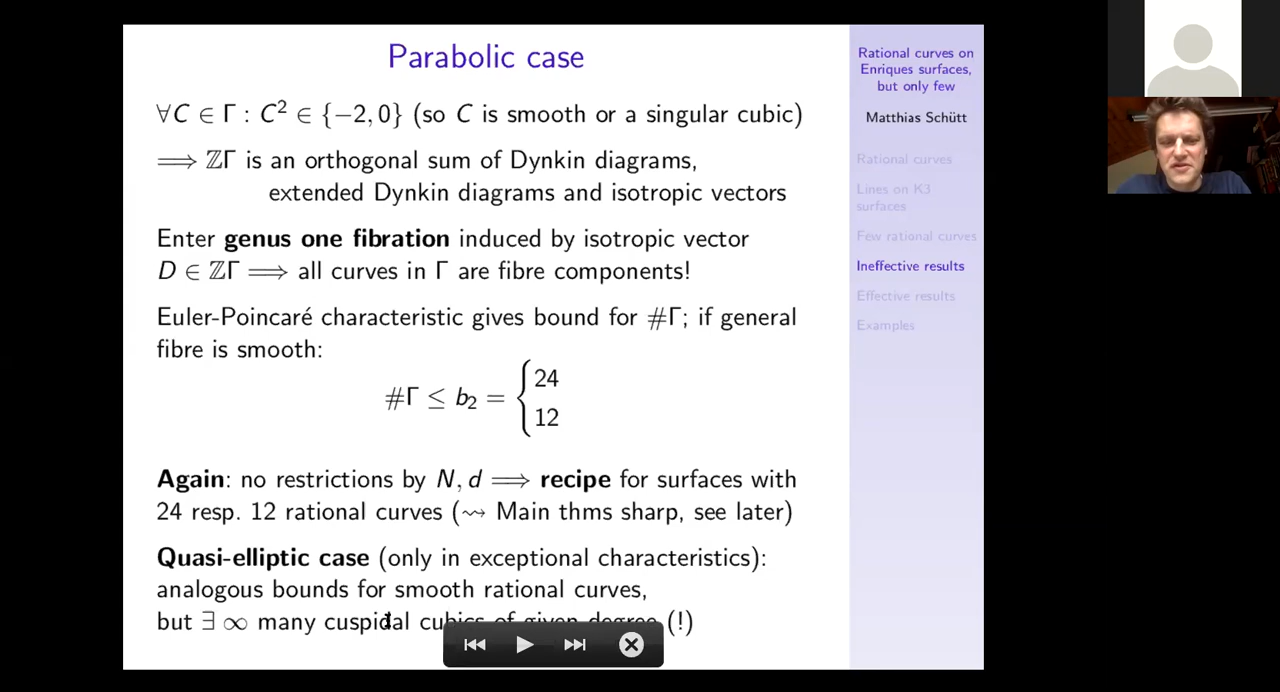 Parabolic case
∀C ∈ Γ : C² ∈ {−2, 0} (so C is smooth or a singular cubic)
⟹ ℤΓ is an orthogonal sum of Dynkin diagrams,
extended Dynkin diagrams and isotropic vectors
Enter genus one fibration induced by isotropic vector
D ∈ ℤΓ ⟹ all curves in Γ are fibre components!
Euler-Poincaré characteristic gives bound for #Γ; if general
fibre is smooth:
#Γ ≤ b₂ = { 24
12
Again: no restrictions by N, d ⟹ recipe for surfaces with
24 resp. 12 rational curves (⇝ Main thms sharp, see later)
Quasi-elliptic case (only in exceptional characteristics):
analogous bounds for smooth rational curves,
but ∃ ∞ many cuspidal cubics of given degree (!)
Rational curves on
Enriques surfaces,
but only few
Matthias Schütt
Rational curves
Lines on K3
surfaces
Few rational curves
Ineffective results
Effective results
Examples